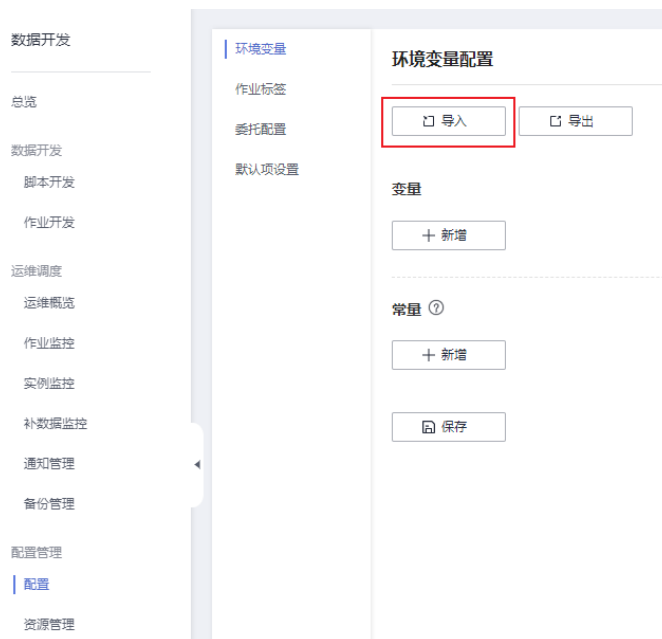 数据开发
总览
数据开发
脚本开发
作业开发
运维调度
运维概览
作业监控
实例监控
补数据监控
通知管理
备份管理
配置管理
配置
资源管理
环境变量
作业标签
委托配置
默认项设置
环境变量配置
导入 导出
变量
新增
常量
新增
保存